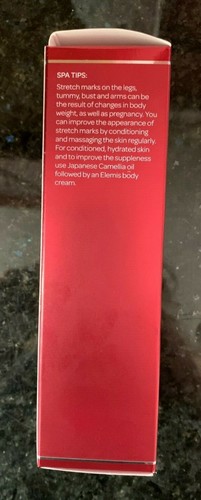 SPA TIPS:
Stretch marks on the legs,
tummy, bust and arms can be
the result of changes in body
weight, as well as pregnancy. You
can improve the appearance of
stretch marks by conditioning
and massaging the skin regularly.
For conditioned, hydrated skin
and to improve the suppleness
use Japanese Camellia oil
followed by an Elemis body
cream.